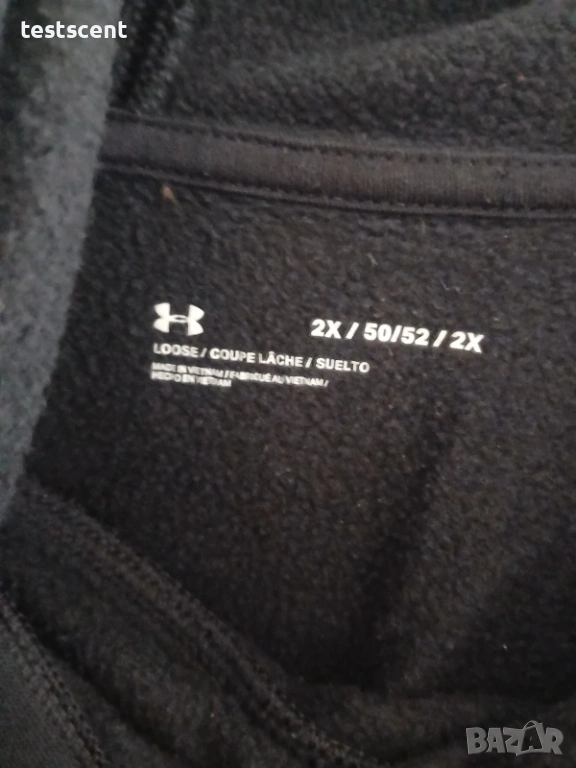 testscent
2X / 50/52 / 2X
LOOSE / COUPE LÂCHE / SUELTO
MADE IN VIETNAM / FABRIQUÉ AU VIETNAM /
HECHO EN VIETNAM
BAZAR